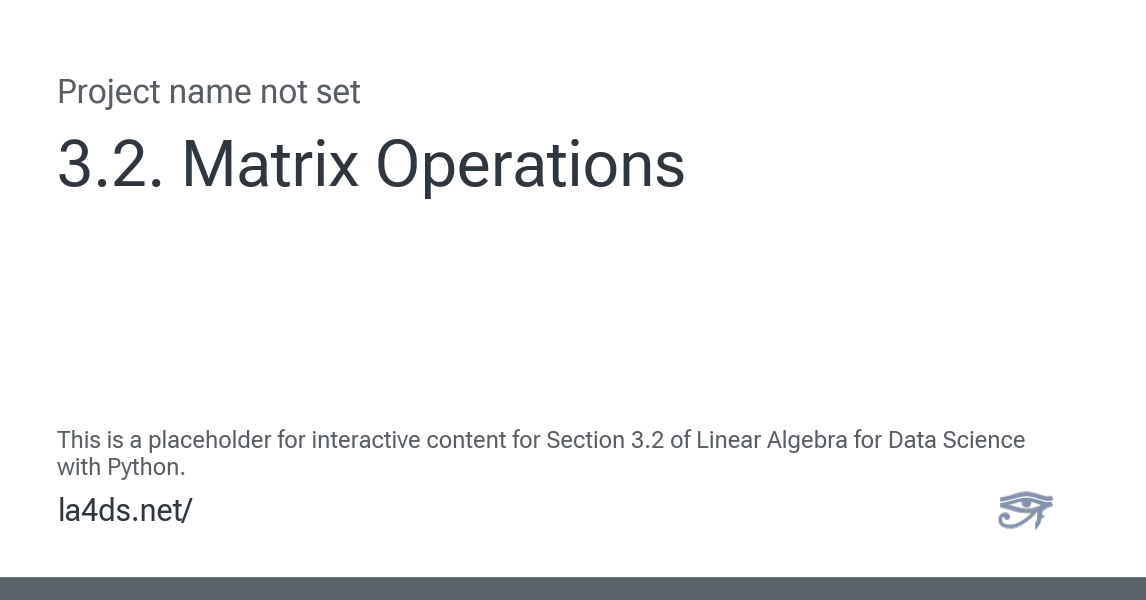 Project name not set
3.2. Matrix Operations
This is a placeholder for interactive content for Section 3.2 of Linear Algebra for Data Science
with Python.
la4ds.net/